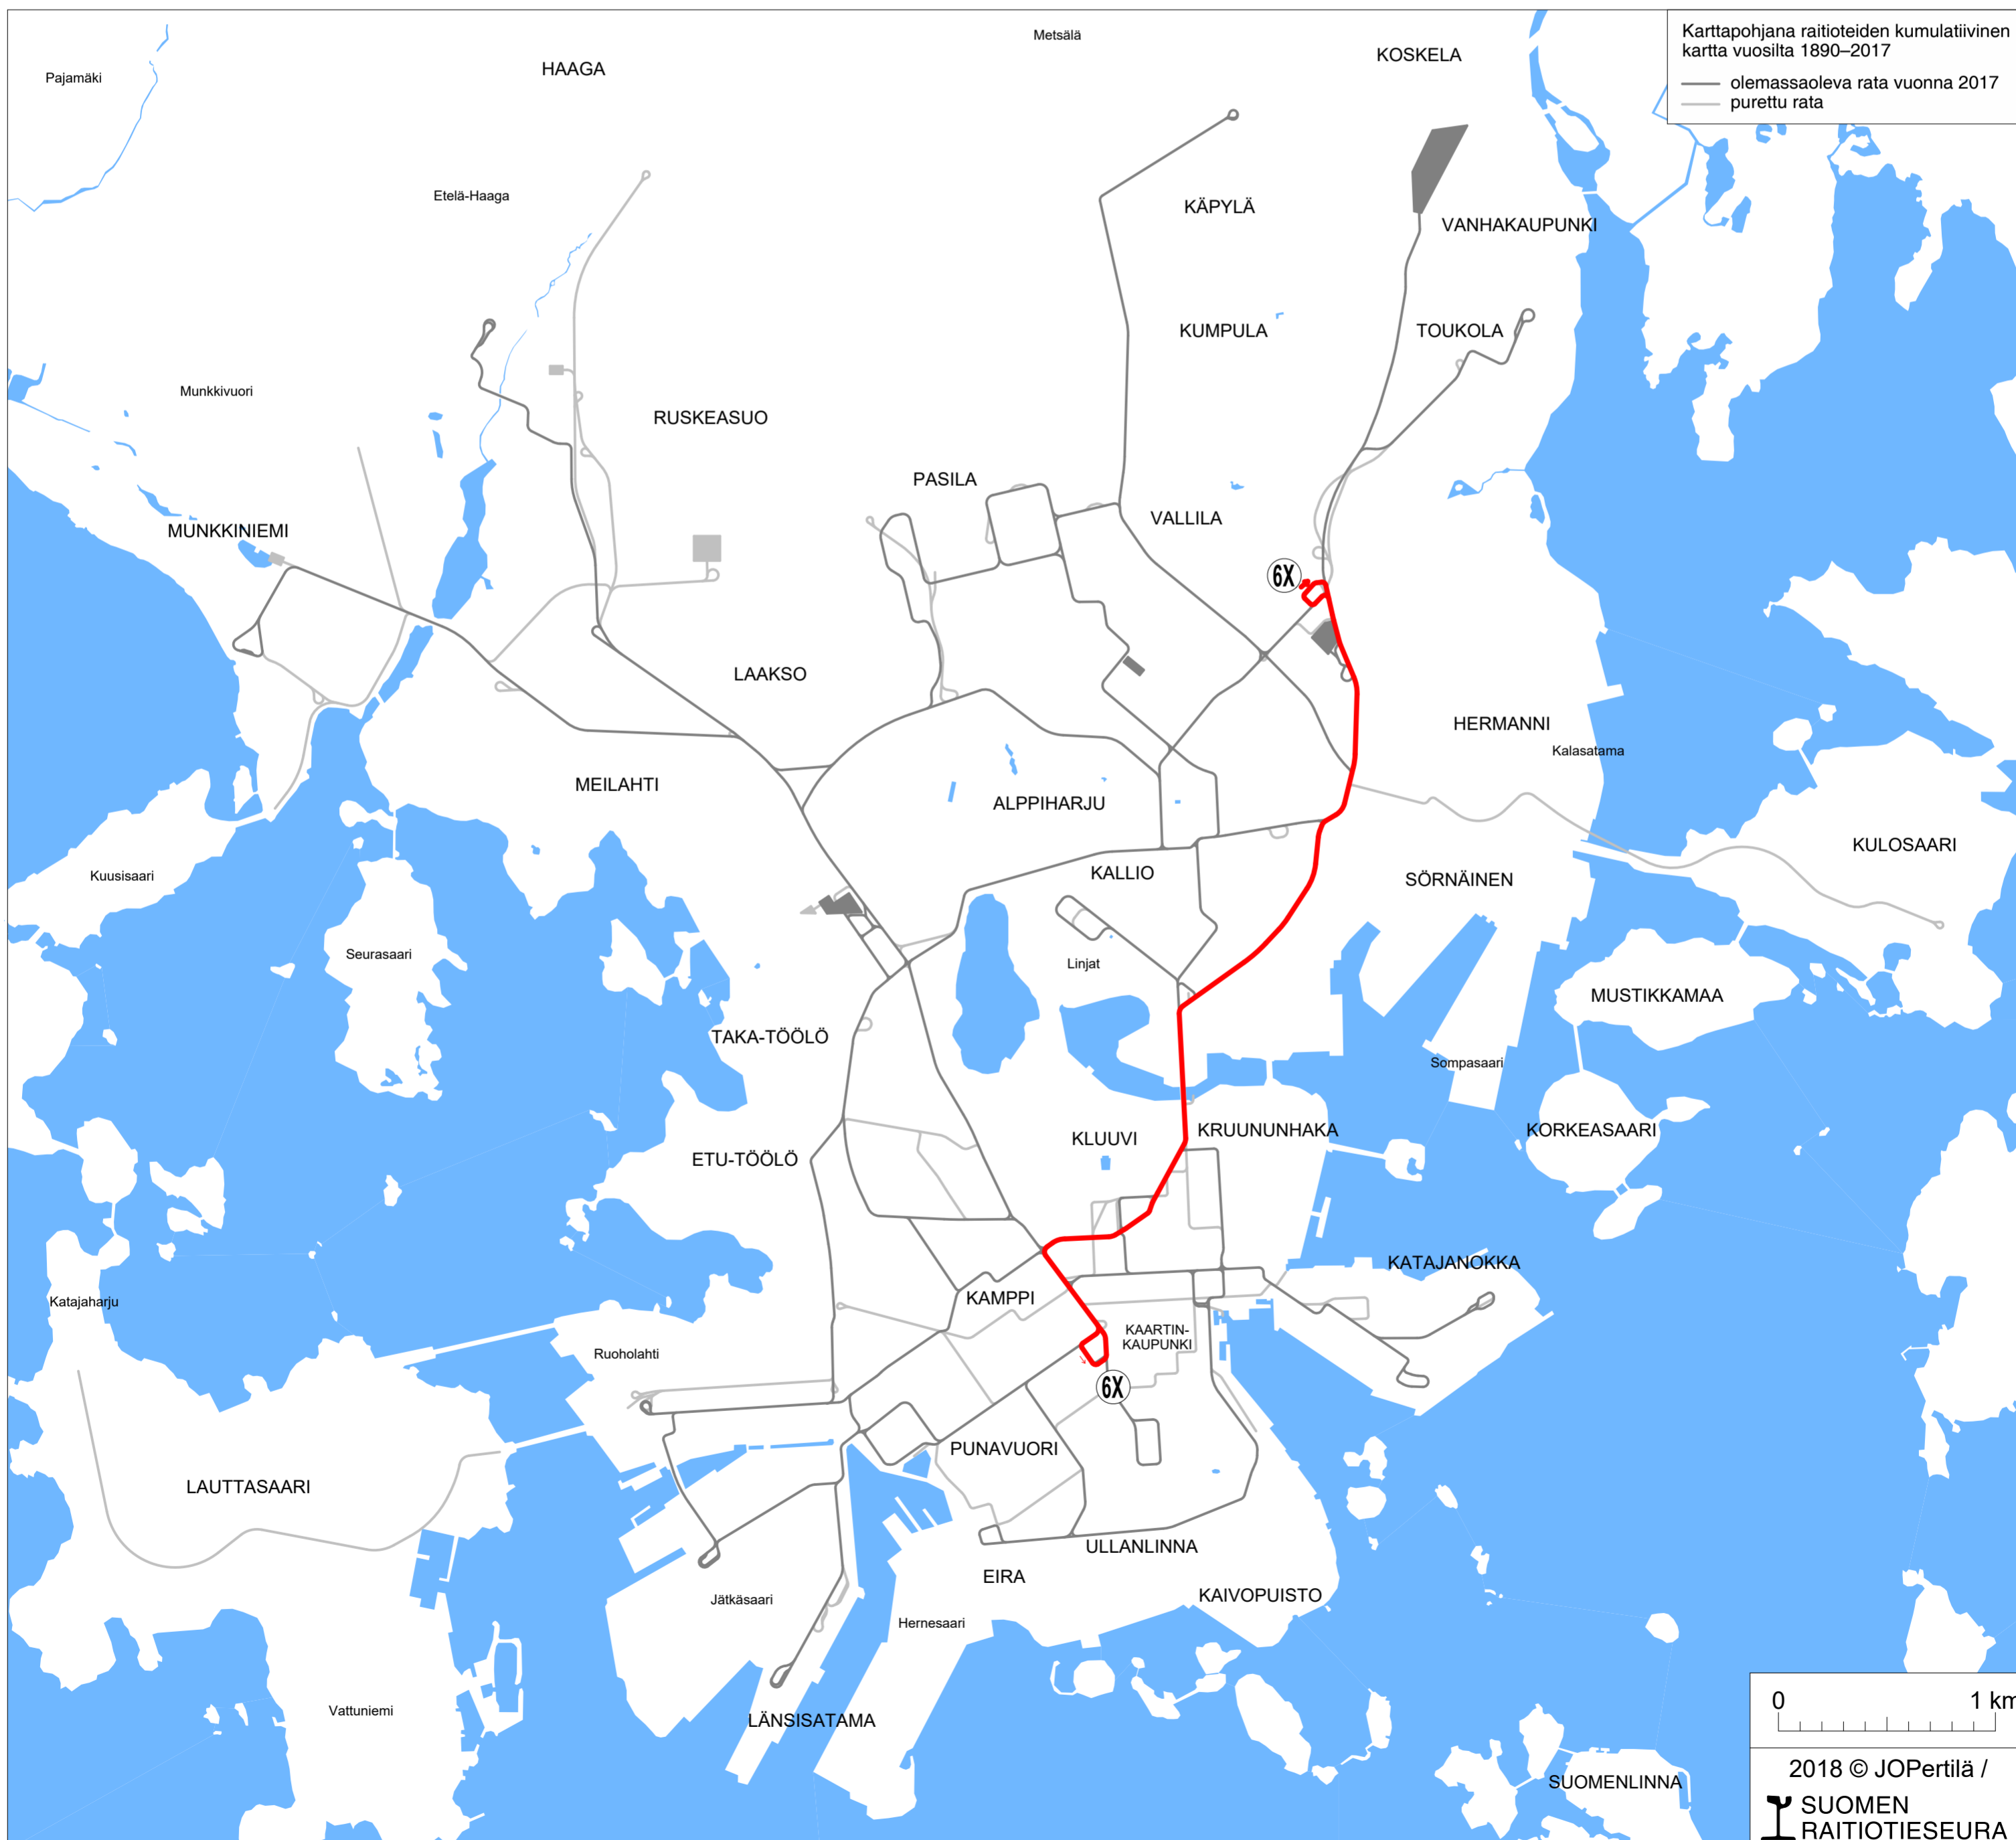 Karttapohjana raitioteiden kumulatiivinen
kartta vuosilta 1890–2017
olemassaoleva rata vuonna 2017
purettu rata
Metsälä
KOSKELA
HAAGA
Pajamäki
Etelä-Haaga
KÄPYLÄ
VANHAKAUPUNKI
KUMPULA
TOUKOLA
Munkkivuori
RUSKEASUO
PASILA
VALLILA
MUNKKINIEMI
6X
LAAKSO
HERMANNI
Kalasatama
MEILAHTI
ALPPIHARJU
KULOSAARI
Kuusisaari
KALLIO
SÖRNÄINEN
Seurasaari
Linjat
MUSTIKKAMAA
TAKA-TÖÖLÖ
Sompasaari
KLUUVI
KRUUNUNHAKA
KORKEASAARI
ETU-TÖÖLÖ
KATAJANOKKA
Katajaharju
KAMPPI
KAARTIN-
KAUPUNKI
Ruoholahti
6X
PUNAVUORI
LAUTTASAARI
ULLANLINNA
EIRA
KAIVOPUISTO
Jätkäsaari
Hernesaari
Vattuniemi
LÄNSISATAMA
0 1 km
SUOMENLINNA
2018 © JOPertilä /
SUOMEN
RAITIOTIESEURA